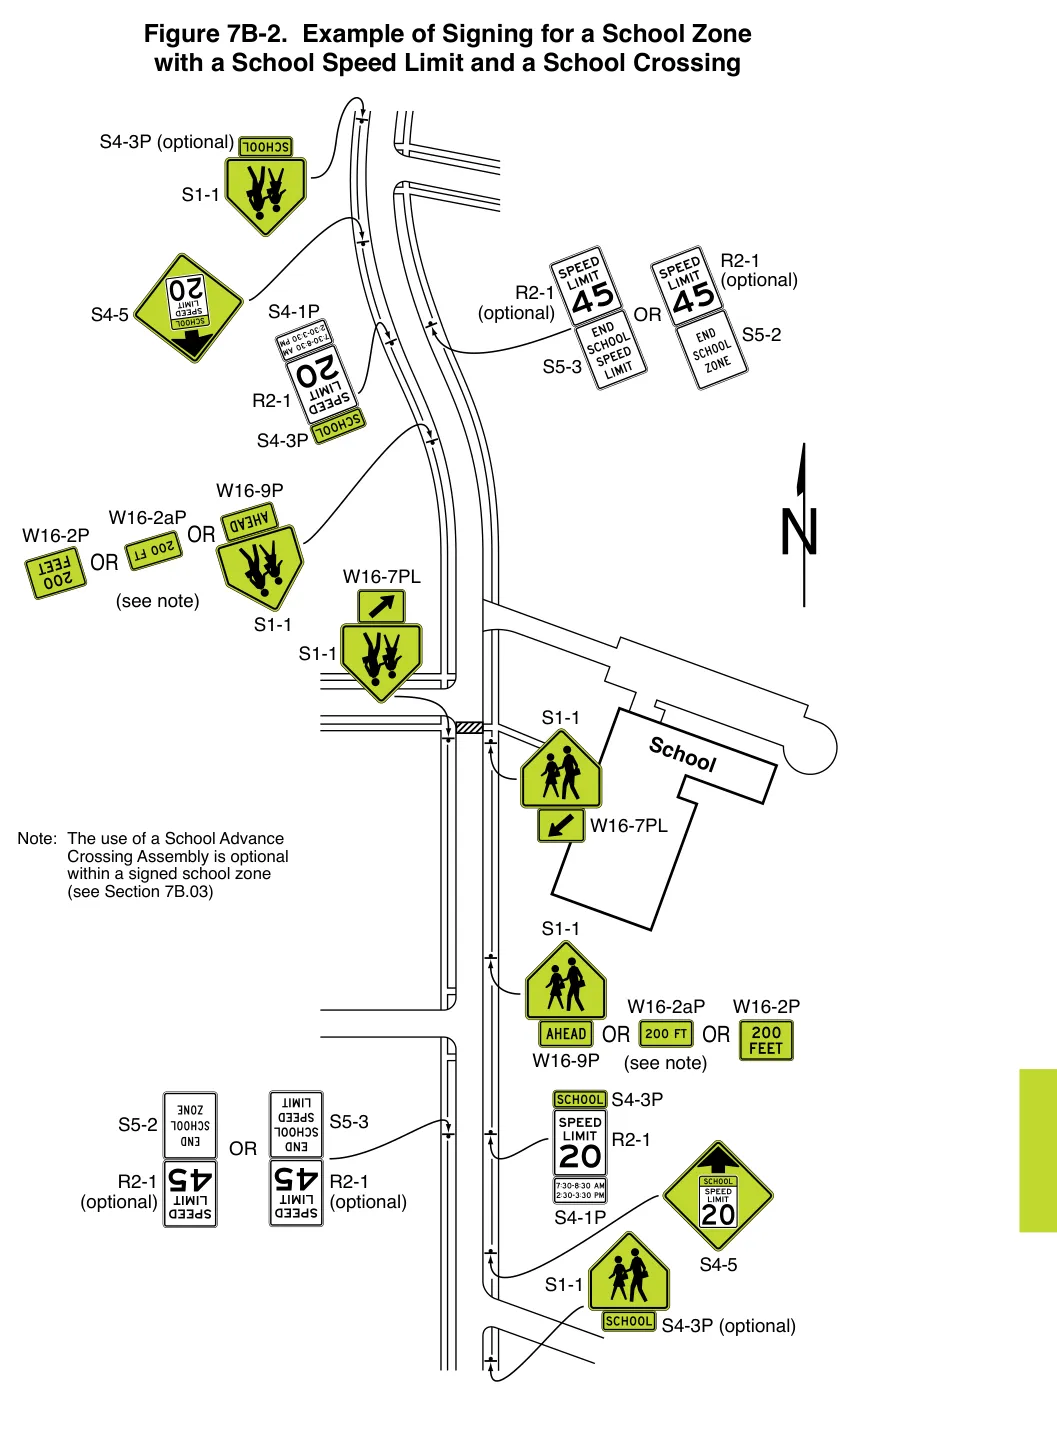 Figure 7B-2. Example of Signing for a School Zone
with a School Speed Limit and a School Crossing
S4-3P (optional)
SCHOOL
S1-1
S4-5
SCHOOL
SPEED
LIMIT
20
S4-1P
7:30-8:30 AM
2:30-3:30 PM
R2-1
SPEED
LIMIT
20
S4-3P
SCHOOL
R2-1
(optional)
SPEED
LIMIT
45
END
SCHOOL
SPEED
LIMIT
S5-3
OR
SPEED
LIMIT
45
END
SCHOOL
ZONE
R2-1
(optional)
S5-2
N
W16-2P
200
FEET
OR
W16-2aP
200 FT
OR
W16-9P
AHEAD
(see note)
S1-1
W16-7PL
S1-1
S1-1
School
W16-7PL
Note: The use of a School Advance
Crossing Assembly is optional
within a signed school zone
(see Section 7B.03)
S1-1
AHEAD
W16-9P
OR
W16-2aP
200 FT
(see note)
OR
W16-2P
200
FEET
S5-2
END
SCHOOL
ZONE
R2-1
(optional)
SPEED
LIMIT
45
OR
END
SCHOOL
SPEED
LIMIT
S5-3
SPEED
LIMIT
45
R2-1
(optional)
SCHOOL
S4-3P
SPEED
LIMIT
20
R2-1
7:30-8:30 AM
2:30-3:30 PM
S4-1P
SCHOOL
SPEED
LIMIT
20
S4-5
S1-1
SCHOOL
S4-3P (optional)